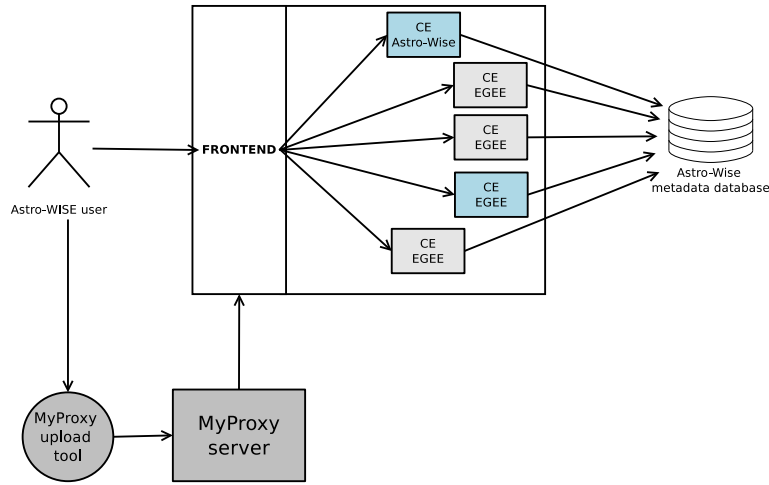 CE
Astro-Wise
CE
EGEE
FRONTEND
CE
EGEE
CE
EGEE
CE
EGEE
Astro-Wise
metadata database
Astro-WISE user
MyProxy
upload
tool
MyProxy
server